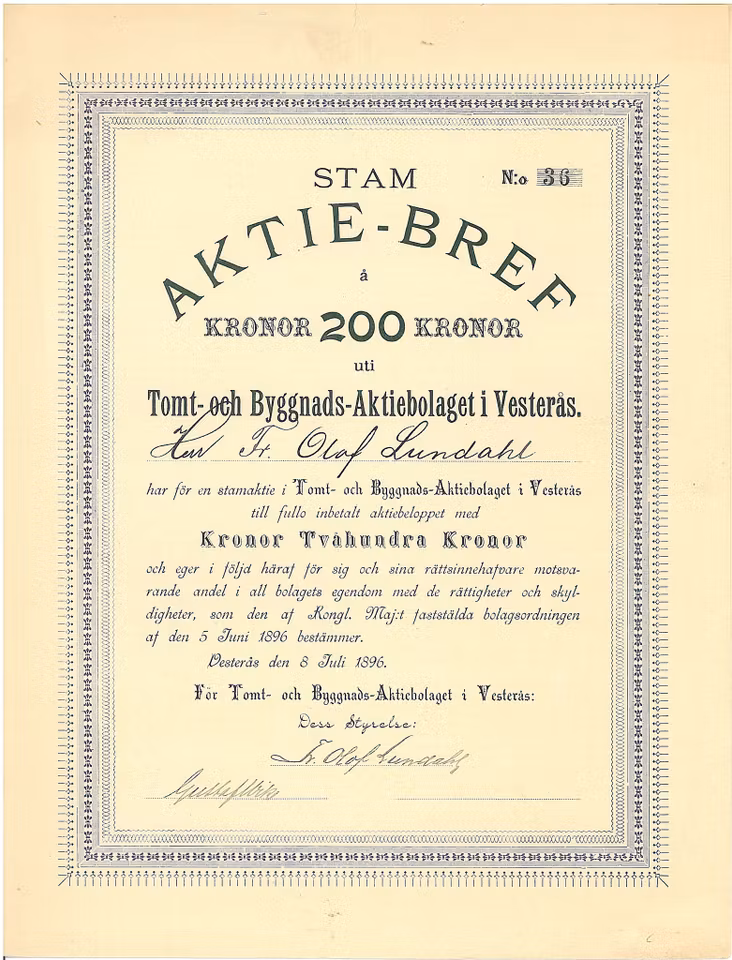 STAM
N:o 36
AKTIE-BREF
å
KRONOR 200 KRONOR
uti
Tomt- och Byggnads-Aktiebolaget i Vesterås.
Herr Fr. Olof Lundahl
har för en stamaktie i Tomt- och Byggnads-Aktiebolaget i Vesterås
till fullo inbetalt aktiebeloppet med
Kronor Tvåhundra Kronor
och eger i följd häraf för sig och sina rättsinnehafvare motsva-
rande andel i all bolagets egendom med de rättigheter och skyl-
digheter, som den af Kongl. Maj:t faststälda bolagsordningen
af den 5 Juni 1896 bestämmer.
Vesterås den 8 Juli 1896.
För Tomt- och Byggnads-Aktiebolaget i Vesterås:
Dess Styrelse:
Fr. Olof Lundahl